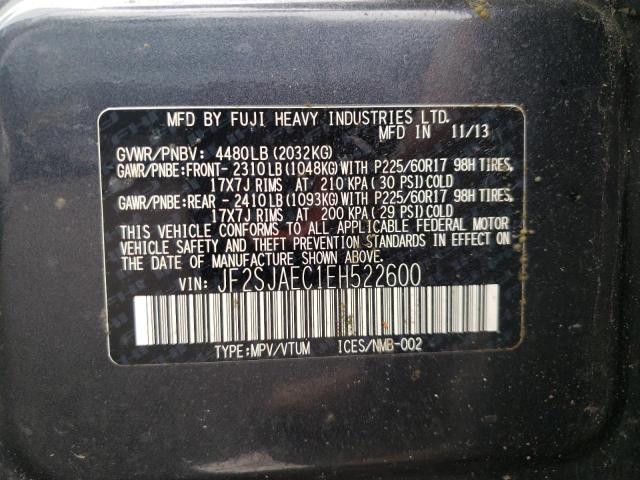 MFD BY FUJI HEAVY INDUSTRIES LTD.
MFD IN 11/13
GVWR/PNBV: 4480LB (2032KG)
GAWR/PNBE:FRONT- 2310LB (1048KG)WITH P225/60R17 98H TIRES,
17X7J RIMS AT 210 KPA ( 30 PSI) COLD
GAWR/PNBE:REAR - 2410LB (1093KG)WITH P225/60R17 98H TIRES,
17X7J RIMS AT 200 KPA ( 29 PSI) COLD
THIS VEHICLE CONFORMS TO ALL APPLICABLE FEDERAL MOTOR
VEHICLE SAFETY AND THEFT PREVENTION STANDARDS IN EFFECT ON
THE DATE OF MANUFACTURE SHOWN ABOVE.
VIN: JF2SJAEC1EH522600
TYPE:MPV/VTUM ICES/NMB-002